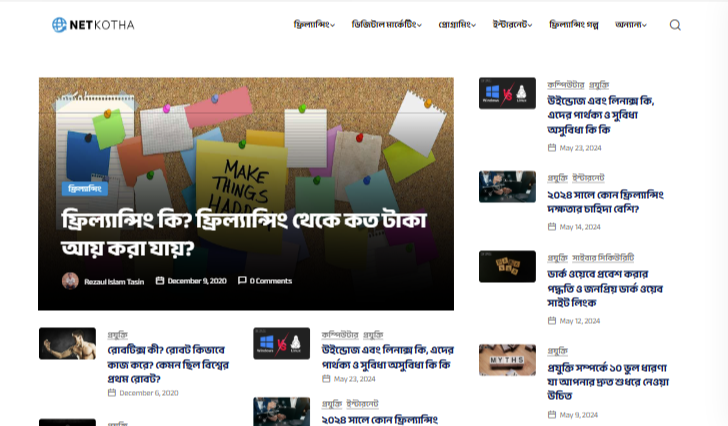 NETKOTHA
ফ্রিল্যান্সিং ডিজিটাল মার্কেটিং প্রোগ্রামিং ইন্টারনেট ফ্রিল্যান্সিং গল্প অন্যান্য
MAKE
THINGS
ফ্রিল্যান্সিং
ফ্রিল্যান্সিং কি? ফ্রিল্যান্সিং থেকে কত টাকা
আয় করা যায়?
Rezaul Islam Tasin December 9, 2020 0 Comments
প্রযুক্তি
রোবটিক্স কী? রোবট কিভাবে
কাজ করে? কেমন ছিল বিশ্বের
প্রথম রোবট?
December 6, 2020
কম্পিউটার প্রযুক্তি
উইন্ডোজ এবং লিনাক্স কি, এদের
পার্থক্য ও সুবিধা অসুবিধা কি কি
May 23, 2024
প্রযুক্তি ইন্টারনেট
২০২৪ সালে কোন ফ্রিল্যান্সিং
কম্পিউটার প্রযুক্তি
উইন্ডোজ এবং লিনাক্স কি,
এদের পার্থক্য ও সুবিধা
অসুবিধা কি কি
May 23, 2024
প্রযুক্তি ইন্টারনেট
২০২৪ সালে কোন ফ্রিল্যান্সিং
দক্ষতার চাহিদা বেশি?
May 14, 2024
প্রযুক্তি সাইবার সিকিউরিটি
ডার্ক ওয়েবে প্রবেশ করার
পদ্ধতি ও জনপ্রিয় ডার্ক ওয়েব
সাইট লিংক
May 12, 2024
MYTHS
প্রযুক্তি
প্রযুক্তি সম্পর্কে ১০ ভুল ধারণা
যা আপনার দ্রুত শুধরে নেওয়া
উচিত
May 9, 2024